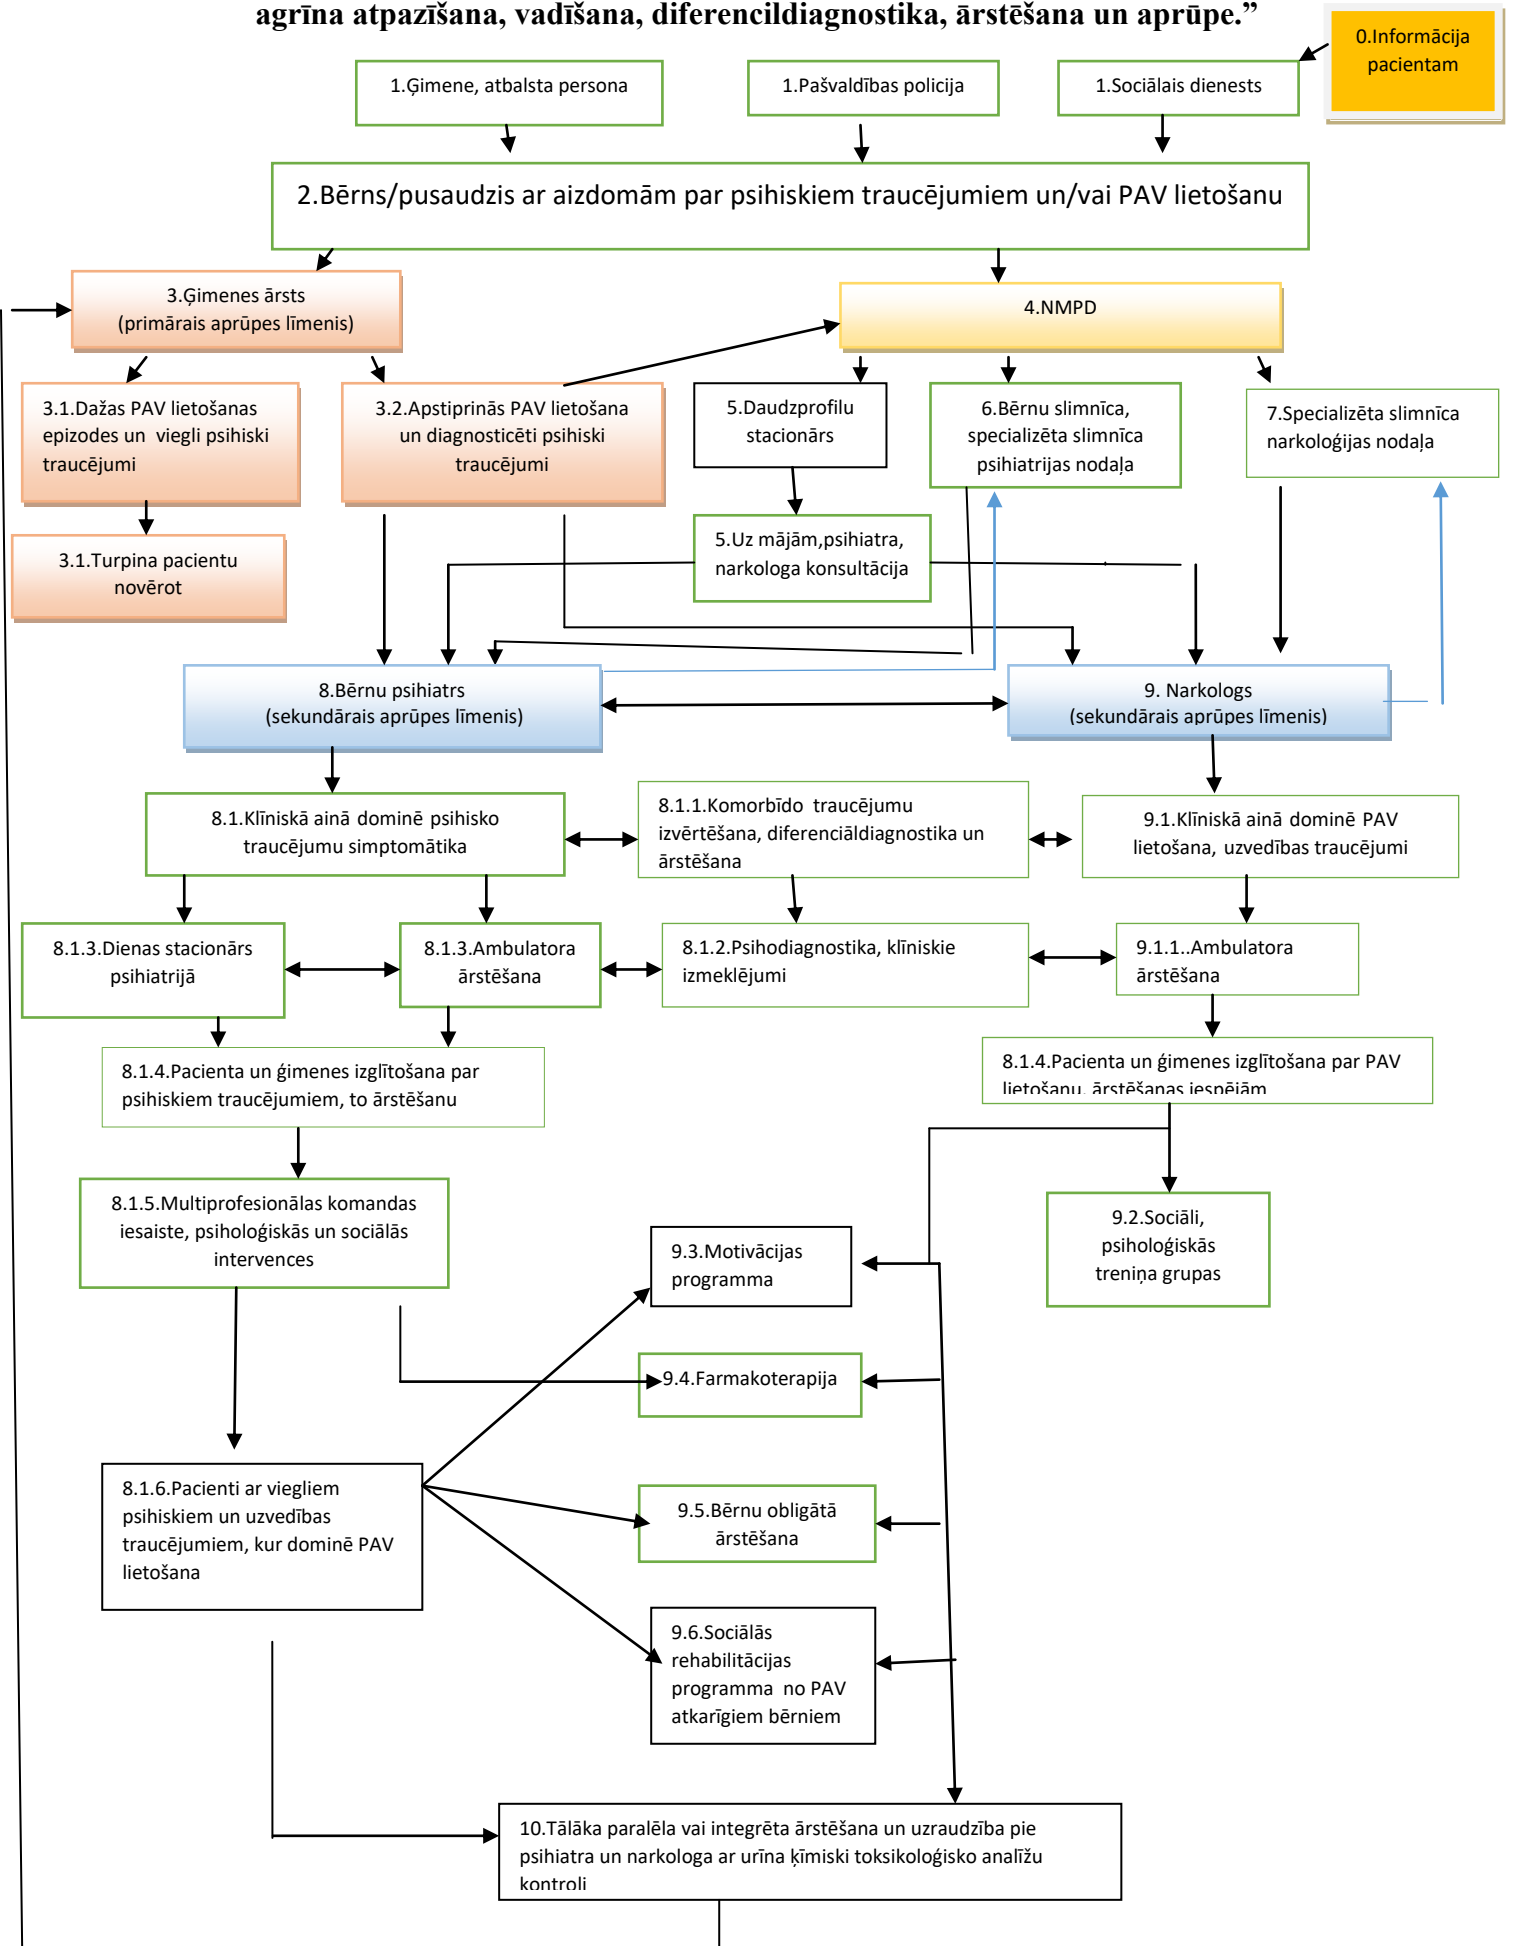 agrīna atpazīšana, vadīšana, diferencildiagnostika, ārstēšana un aprūpe.”
0.Informācija
pacientam
1.Ģimene, atbalsta persona
1.Pašvaldības policija
1.Sociālais dienests
2.Bērns/pusaudzis ar aizdomām par psihiskiem traucējumiem un/vai PAV lietošanu
3.Ģimenes ārsts
(primārais aprūpes līmenis)
4.NMPD
3.1.Dažas PAV lietošanas
epizodes un viegli psihiski
traucējumi
3.2.Apstiprinās PAV lietošana
un diagnosticēti psihiski
traucējumi
5.Daudzprofilu
stacionārs
6.Bērnu slimnīca,
specializēta slimnīca
psihiatrijas nodaļa
7.Specializēta slimnīca
narkoloģijas nodaļa
3.1.Turpina pacientu
novērot
5.Uz mājām,psihiatra,
narkologa konsultācija
8.Bērnu psihiatrs
(sekundārais aprūpes līmenis)
9. Narkologs
(sekundārais aprūpes līmenis)
8.1.Klīniskā ainā dominē psihisko
traucējumu simptomātika
8.1.1.Komorbīdo traucējumu
izvērtēšana, diferenciāldiagnostika un
ārstēšana
9.1.Klīniskā ainā dominē PAV
lietošana, uzvedības traucējumi
8.1.3.Dienas stacionārs
psihiatrijā
8.1.3.Ambulatora
ārstēšana
8.1.2.Psihodiagnostika, klīniskie
izmeklējumi
9.1.1..Ambulatora
ārstēšana
8.1.4.Pacienta un ģimenes izglītošana par
psihiskiem traucējumiem, to ārstēšanu
8.1.4.Pacienta un ģimenes izglītošana par PAV
lietošanu, ārstēšanas iespējām
8.1.5.Multiprofesionālas komandas
iesaiste, psiholoģiskās un sociālās
intervences
9.2.Sociāli,
psiholoģiskās
treniņa grupas
9.3.Motivācijas
programma
9.4.Farmakoterapija
8.1.6.Pacienti ar viegliem
psihiskiem un uzvedības
traucējumiem, kur dominē PAV
lietošana
9.5.Bērnu obligātā
ārstēšana
9.6.Sociālās
rehabilitācijas
programma no PAV
atkarīgiem bērniem
10.Tālāka paralēla vai integrēta ārstēšana un uzraudzība pie
psihiatra un narkologa ar urīna ķīmiski toksikoloģisko analīžu
kontroli